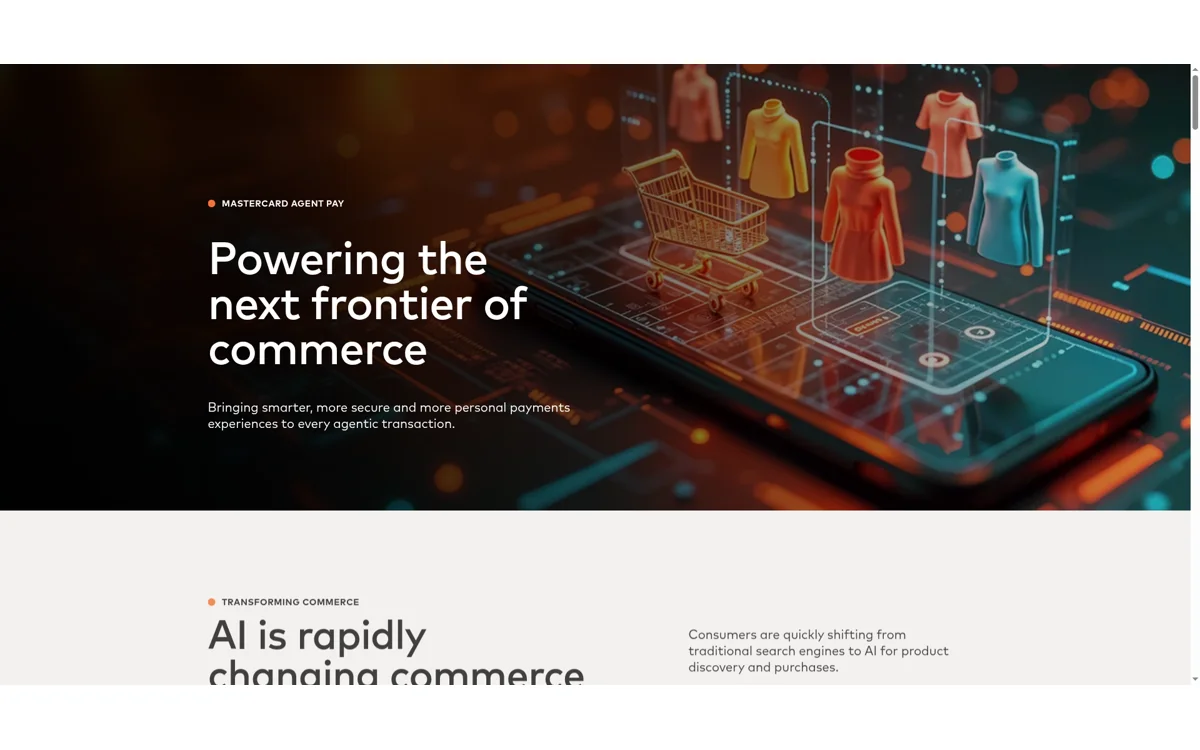 MASTERCARD AGENT PAY
Powering the
next frontier of
commerce
Bringing smarter, more secure and more personal payments
experiences to every agentic transaction.
TRANSFORMING COMMERCE
AI is rapidly
changing commerce
Consumers are quickly shifting from
traditional search engines to AI for product
discovery and purchases.